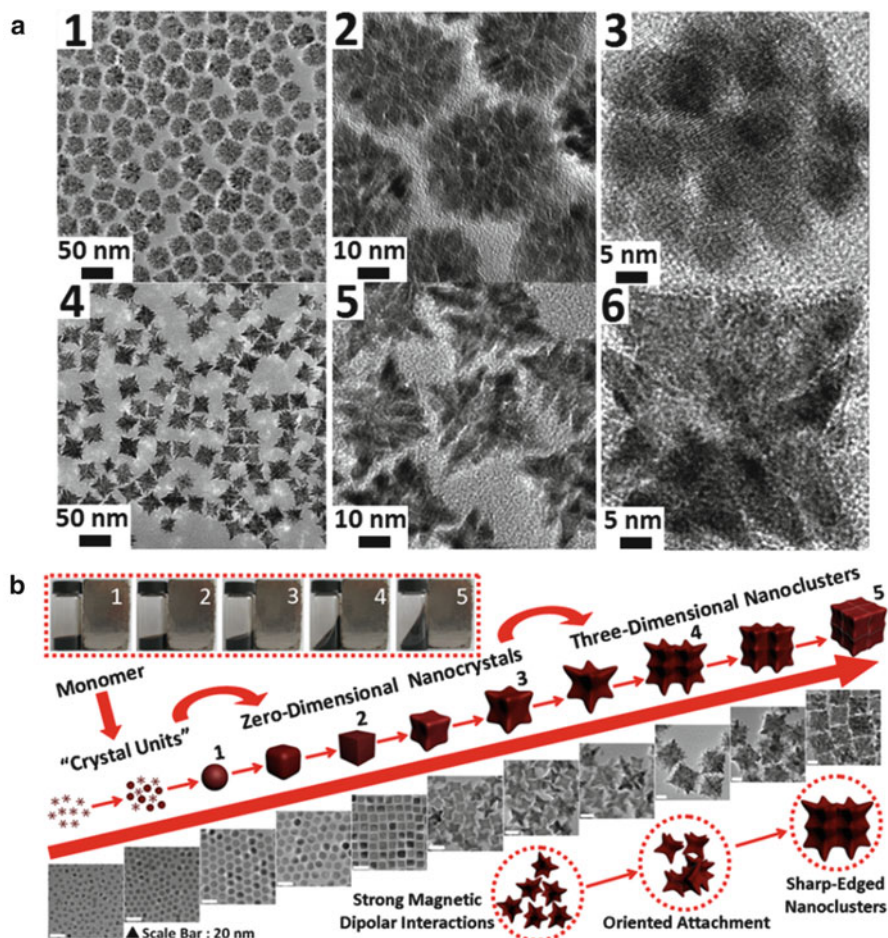 a
1
2
3
50 nm
10 nm
5 nm
4
5
6
50 nm
10 nm
5 nm
b
1
2
3
4
5
Monomer
"Crystal Units"
Zero-Dimensional Nanocrystals
Three-Dimensional Nanoclusters
1
2
3
4
5
▲ Scale Bar : 20 nm
Strong Magnetic
Dipolar Interactions
Oriented Attachment
Sharp-Edged
Nanoclusters